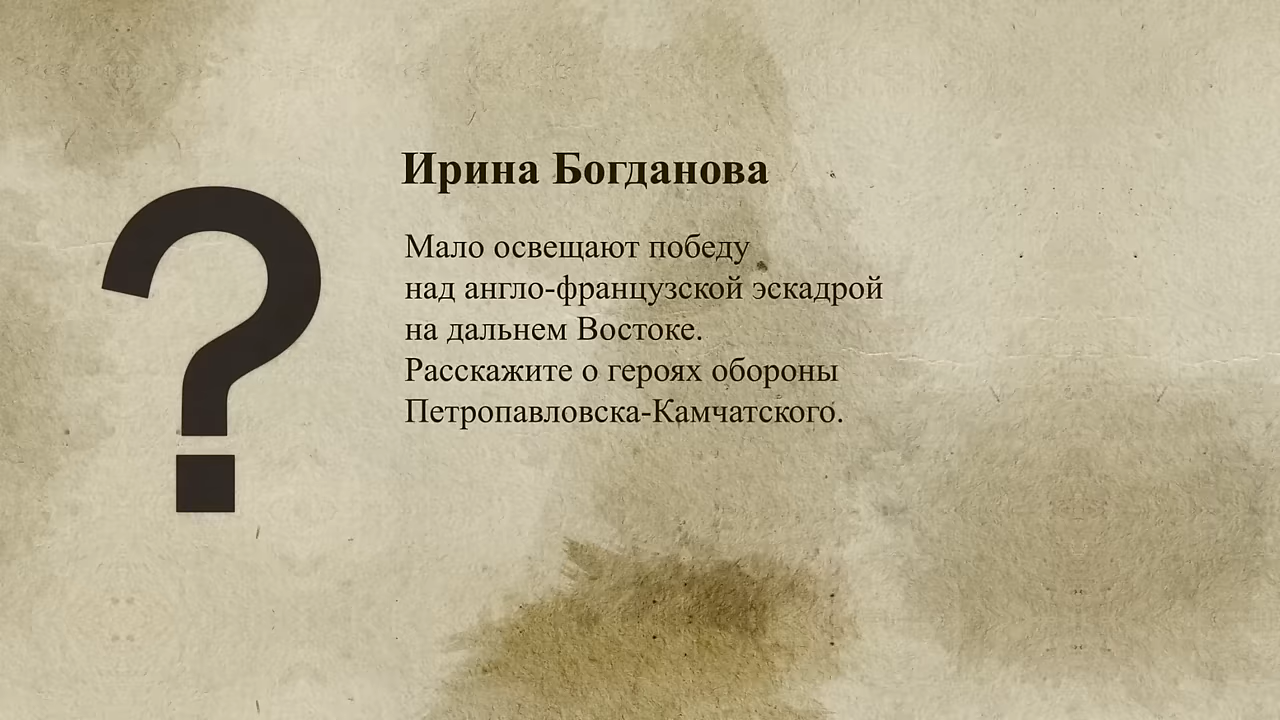 Ирина Богданова
Мало освещают победу
над англо-французской эскадрой
на дальнем Востоке.
Расскажите о героях обороны
Петропавловска-Камчатского.
?